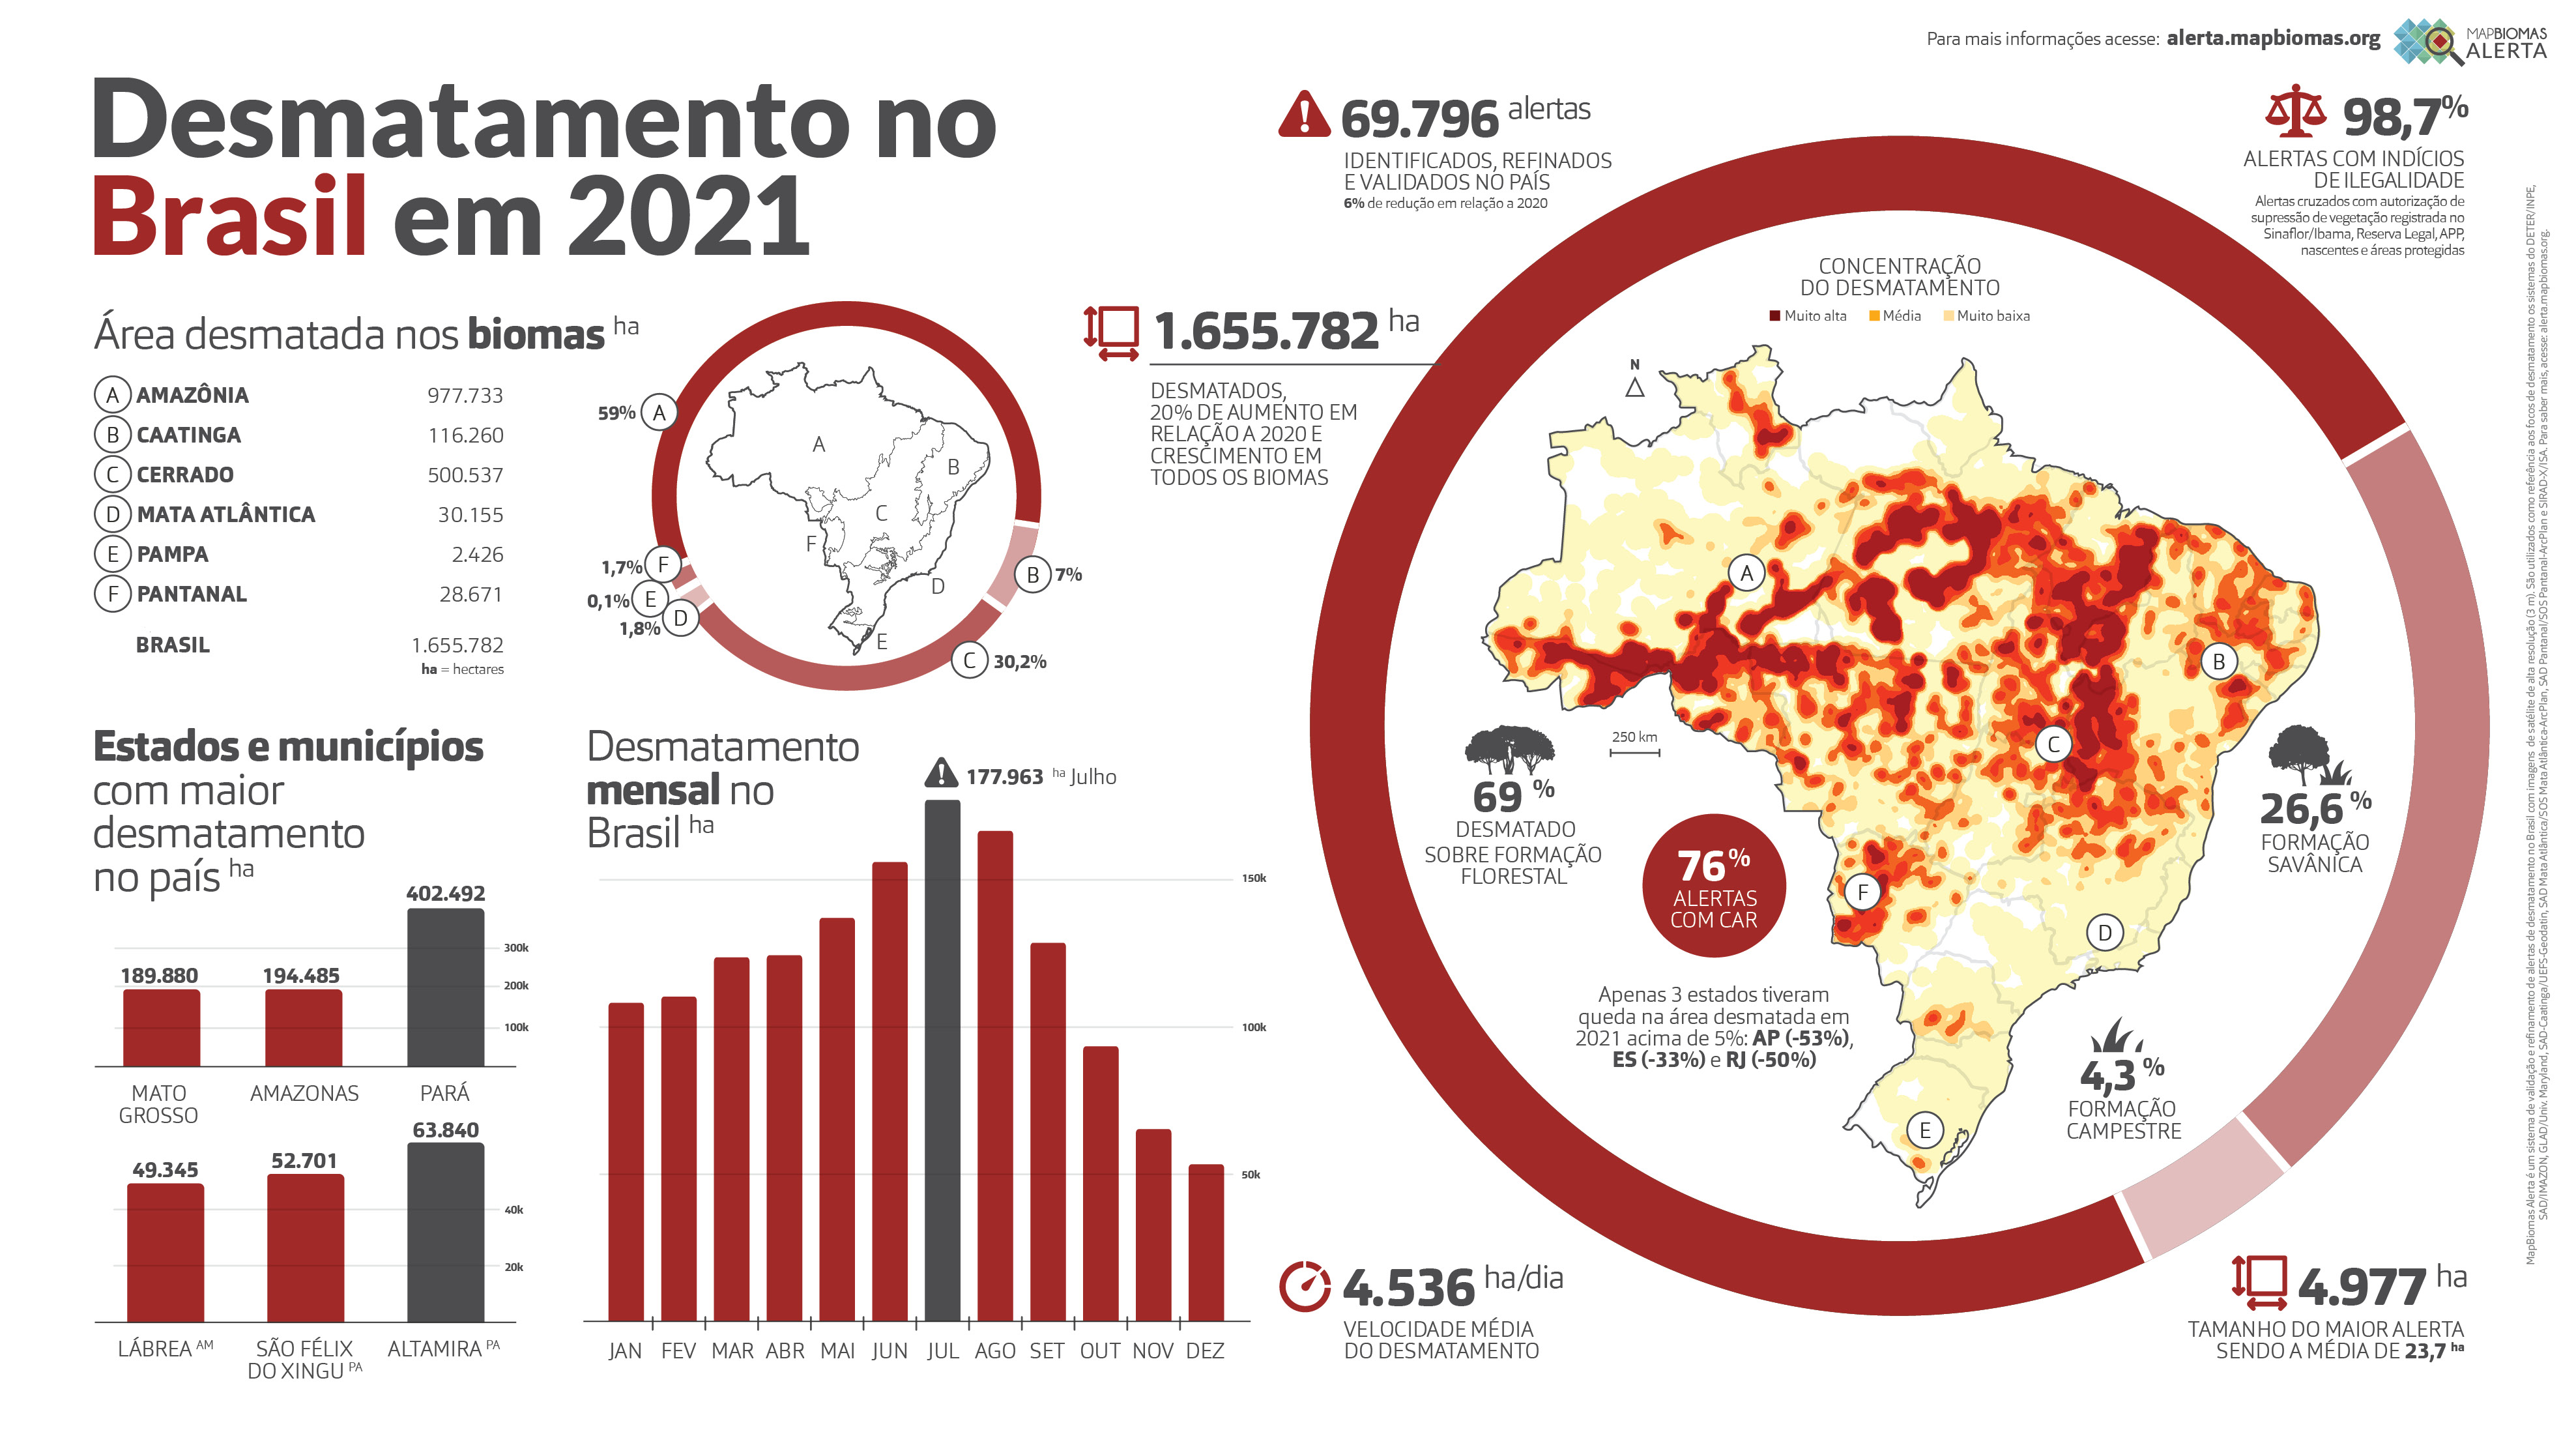 Para mais informações acesse: alerta.mapbiomas.org
MAPBIOMAS
ALERTA
Desmatamento no
Brasil em 2021
Área desmatada nos biomas ha
A AMAZÔNIA 977.733
B CAATINGA 116.260
C CERRADO 500.537
D MATA ATLÂNTICA 30.155
E PAMPA 2.426
F PANTANAL 28.671
BRASIL 1.655.782
ha = hectares
59% A
1,7% F
0,1% E
1,8% D
B 7%
C 30,2%
A
B
C
F
D
E
Estados e municípios
com maior
desmatamento
no país ha
402.492
189.880
194.485
300k
200k
100k
MATO
GROSSO
AMAZONAS
PARÁ
63.840
49.345
52.701
40k
20k
LÁBREA AM
SÃO FÉLIX
DO XINGU PA
ALTAMIRA PA
Desmatamento
mensal no
Brasil ha
177.963 ha Julho
150k
100k
50k
JAN FEV MAR ABR MAI JUN JUL AGO SET OUT NOV DEZ
69.796 alertas
IDENTIFICADOS, REFINADOS
E VALIDADOS NO PAÍS
6% de redução em relação a 2020
1.655.782 ha
DESMATADOS,
20% DE AUMENTO EM
RELAÇÃO A 2020 E
CRESCIMENTO EM
TODOS OS BIOMAS
98,7%
ALERTAS COM INDÍCIOS
DE ILEGALIDADE
Alertas cruzados com autorização de
supressão de vegetação registrada no
Sinaflor/Ibama, Reserva Legal, APP,
nascentes e áreas protegidas
CONCENTRAÇÃO
DO DESMATAMENTO
Muito alta Média Muito baixa
N
A
B
C
F
D
E
250 km
69 %
DESMATADO
SOBRE FORMAÇÃO
FLORESTAL
76%
ALERTAS
COM CAR
26,6 %
FORMAÇÃO
SAVÂNICA
Apenas 3 estados tiveram
queda na área desmatada em
2021 acima de 5%: AP (-53%),
ES (-33%) e RJ (-50%)
4,3 %
FORMAÇÃO
CAMPESTRE
4.536 ha/dia
VELOCIDADE MÉDIA
DO DESMATAMENTO
4.977 ha
TAMANHO DO MAIOR ALERTA
SENDO A MÉDIA DE 23,7 ha
MapBiomas Alerta é um sistema de validação e refinamento de alertas de desmatamento no Brasil com imagens de satélite de alta resolução (3 m). São utilizados como referência aos focos de desmatamento os sistemas do DETER/INPE,
SAD/IMAZON, GLAD/Univ. Maryland, SAD-Caatinga/UEFS-Geodatin, SAD Mata Atlântica/SOS Mata Atlântica-ArcPlan, SAD Pantanal/SOS Pantanal-ArcPlan e SIRAD-X/ISA. Para saber mais, acesse: alerta.mapbiomas.org.